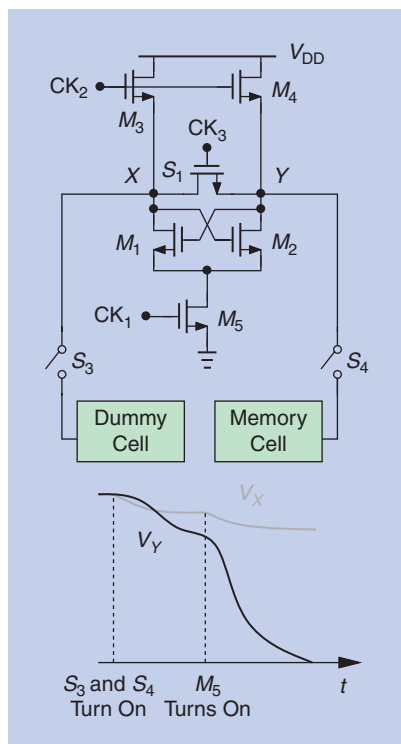 V_DD
CK_2
M_3
M_4
CK_3
X
S_1
Y
M_1
M_2
CK_1
M_5
S_3
S_4
Dummy
Cell
Memory
Cell
V_X
V_Y
S_3 and S_4
Turn On
M_5
Turns On
t